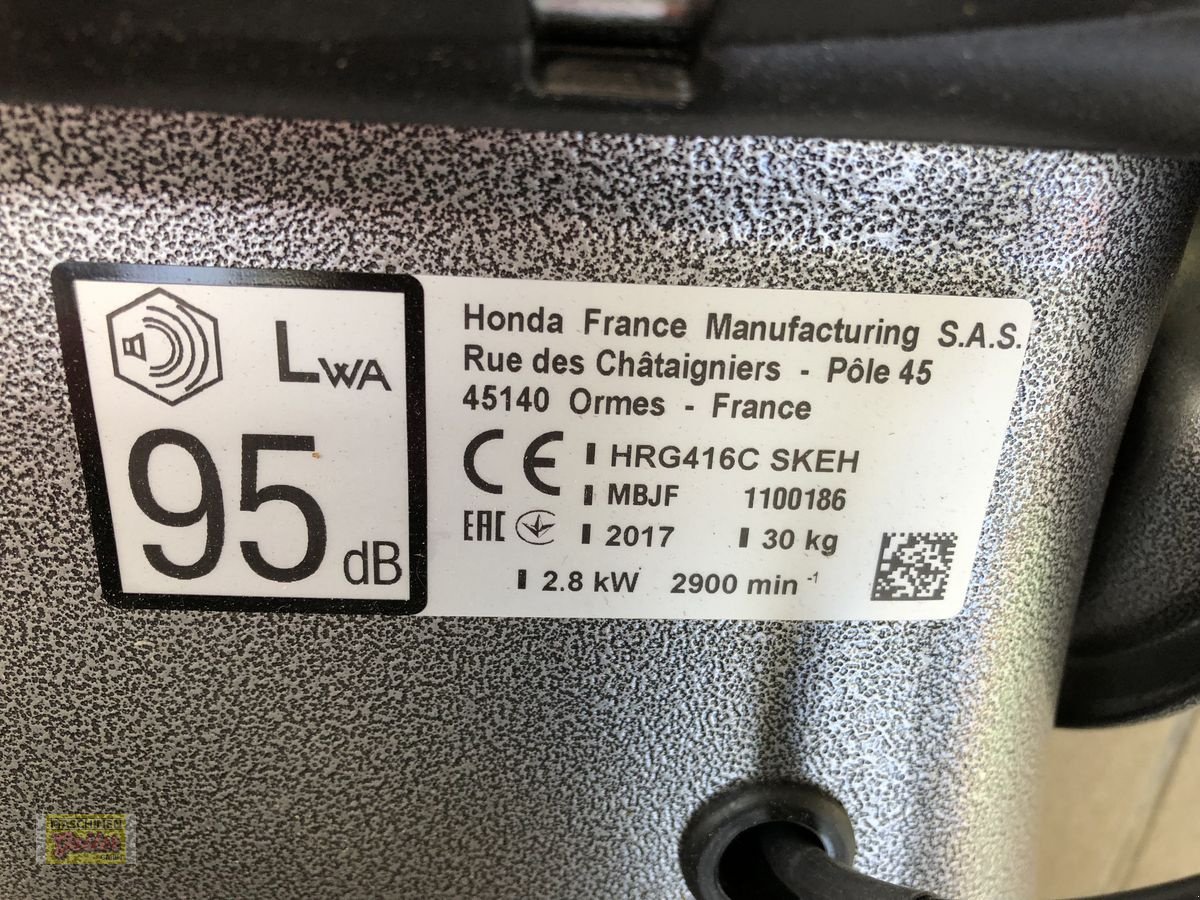 LWA
95 dB
Honda France Manufacturing S.A.S.
Rue des Châtaigniers - Pôle 45
45140 Ormes - France
CE HRG416C SKEH
MBJF 1100186
EAC 2017 30 kg
2.8 kW 2900 min -1
MASCHINEN